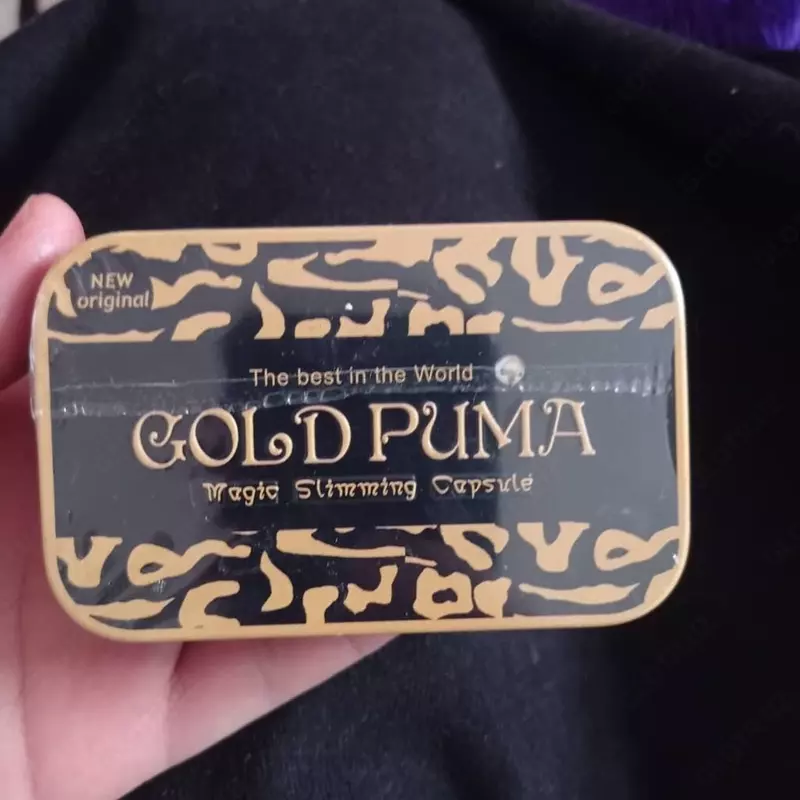 NEW
original
The best in the World
GOLD PUMA
Magic Slimming Capsule